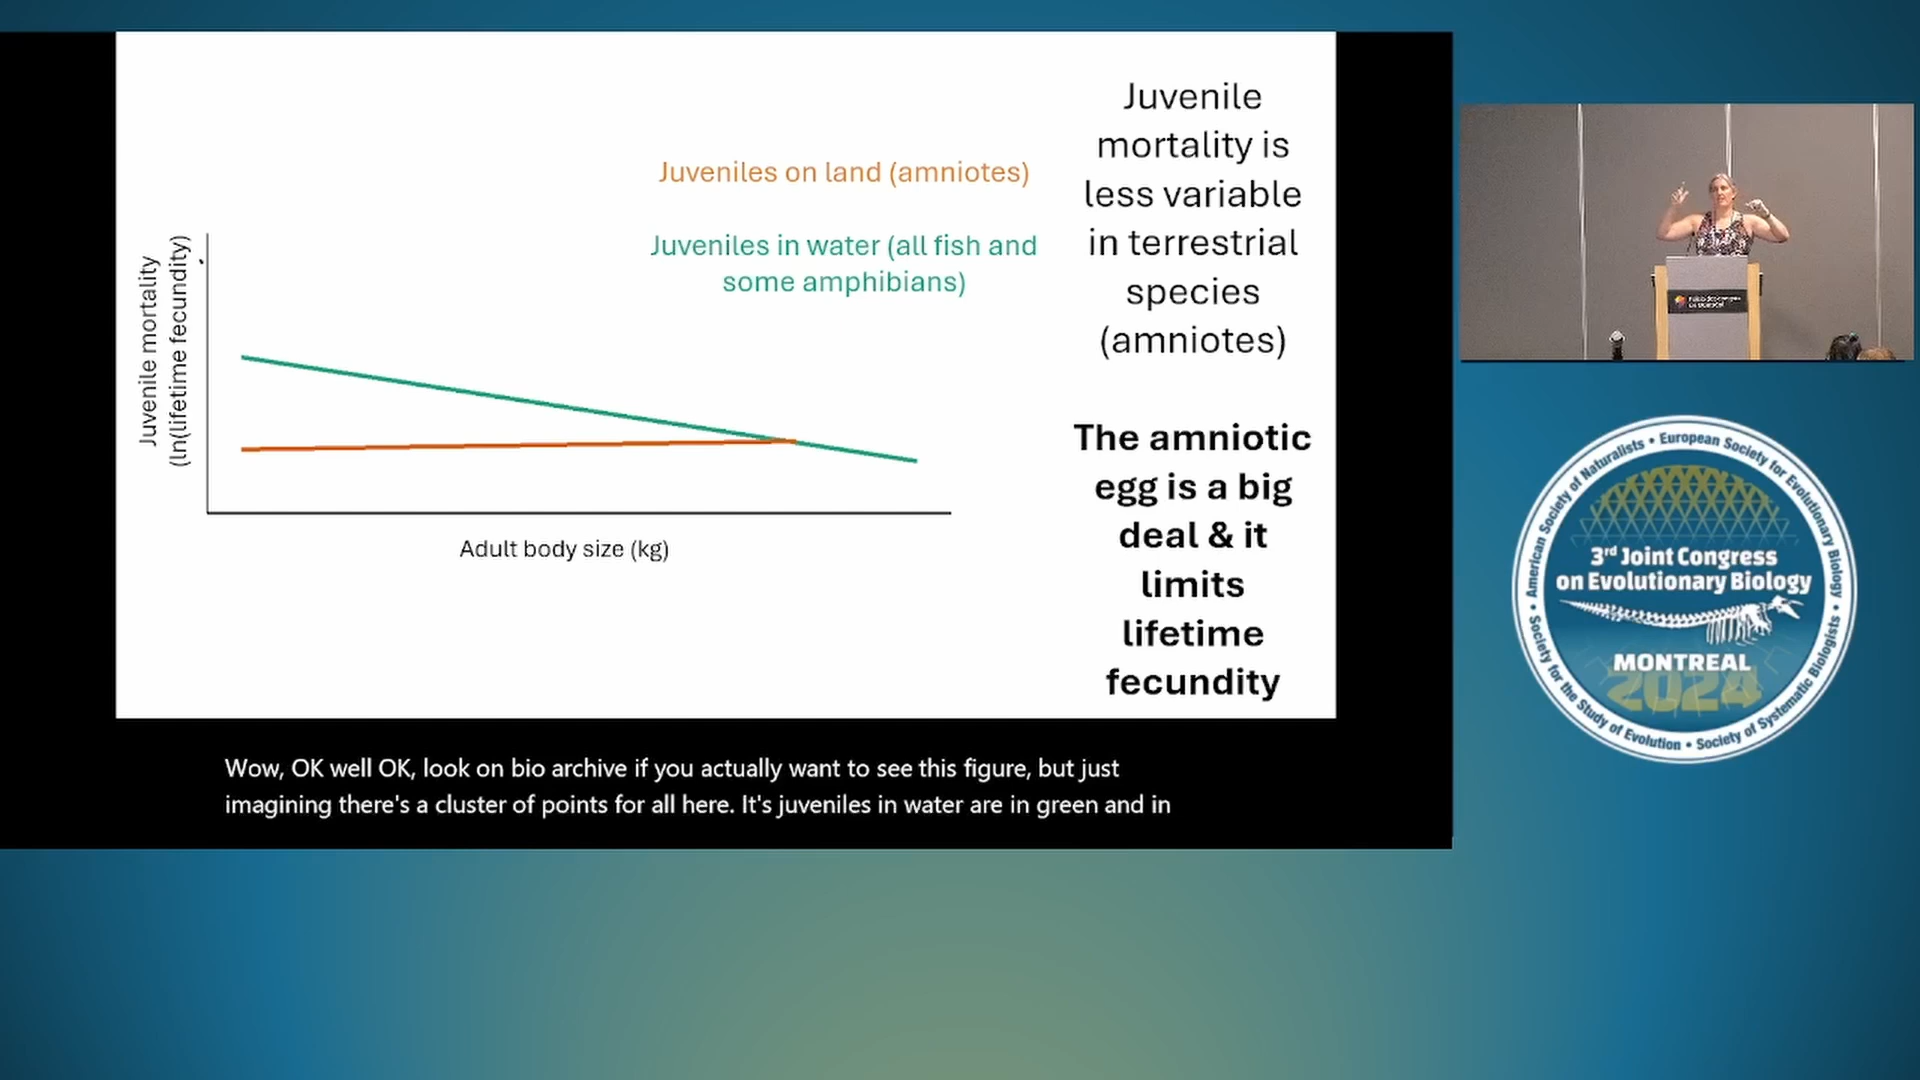 Juvenile
mortality is
less variable
in terrestrial
species
(amniotes)
The amniotic
egg is a big
deal & it
limits
lifetime
fecundity
Juveniles on land (amniotes)
Juveniles in water (all fish and
some amphibians)
Juvenile mortality
(ln(lifetime fecundity)
Adult body size (kg)
Wow, OK well OK, look on bio archive if you actually want to see this figure, but just
imagining there's a cluster of points for all here. It's juveniles in water are in green and in
American Society of Naturalists • European Society for Evolutionary Biology • Society of Systematic Biologists • Society for the Study of Evolution •
3rd Joint Congress
on Evolutionary Biology
MONTREAL
2024